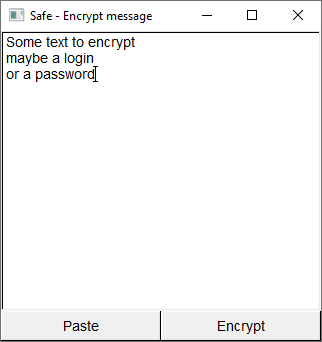 Safe - Encrypt message
Some text to encrypt
maybe a login
or a password
Paste
Encrypt